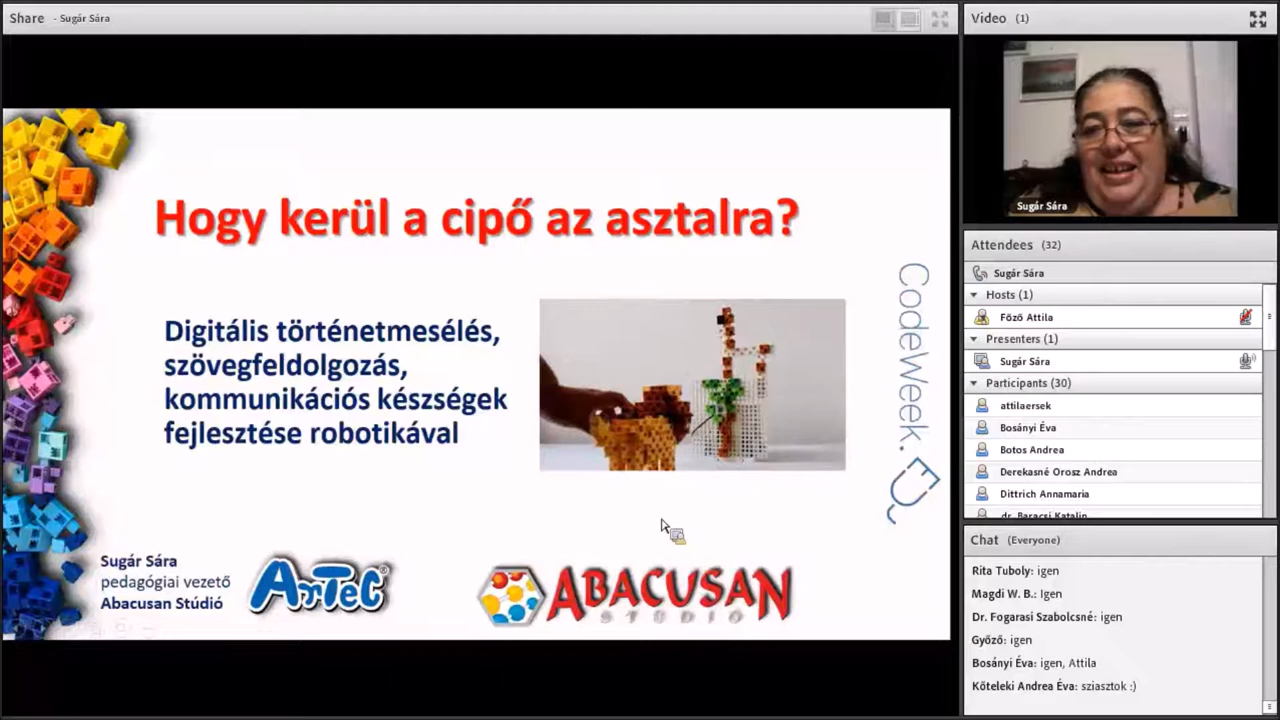 Share - Sugár Sára
Hogy kerül a cipő az asztalra?
Digitális történetmesélés,
szövegfeldolgozás,
kommunikációs készségek
fejlesztése robotikával
CodeWeek.
Sugár Sára
pedagógiai vezető
Abacusan Stúdió
ArTeC®
ABACUSAN
STUDIO
Video (1)
Sugár Sára
Attendees (32)
Sugár Sára
Hosts (1)
Főző Attila
Presenters (1)
Sugár Sára
Participants (30)
attilaersek
Bosányi Éva
Botos Andrea
Derekasné Orosz Andrea
Dittrich Annamaria
dr. Baracsi Katalin
Chat (Everyone)
Rita Tuboly: igen
Magdi W. B.: Igen
Dr. Fogarasi Szabolcsné: igen
Győző: igen
Bosányi Éva: igen, Attila
Kőteleki Andrea Éva: sziasztok :)